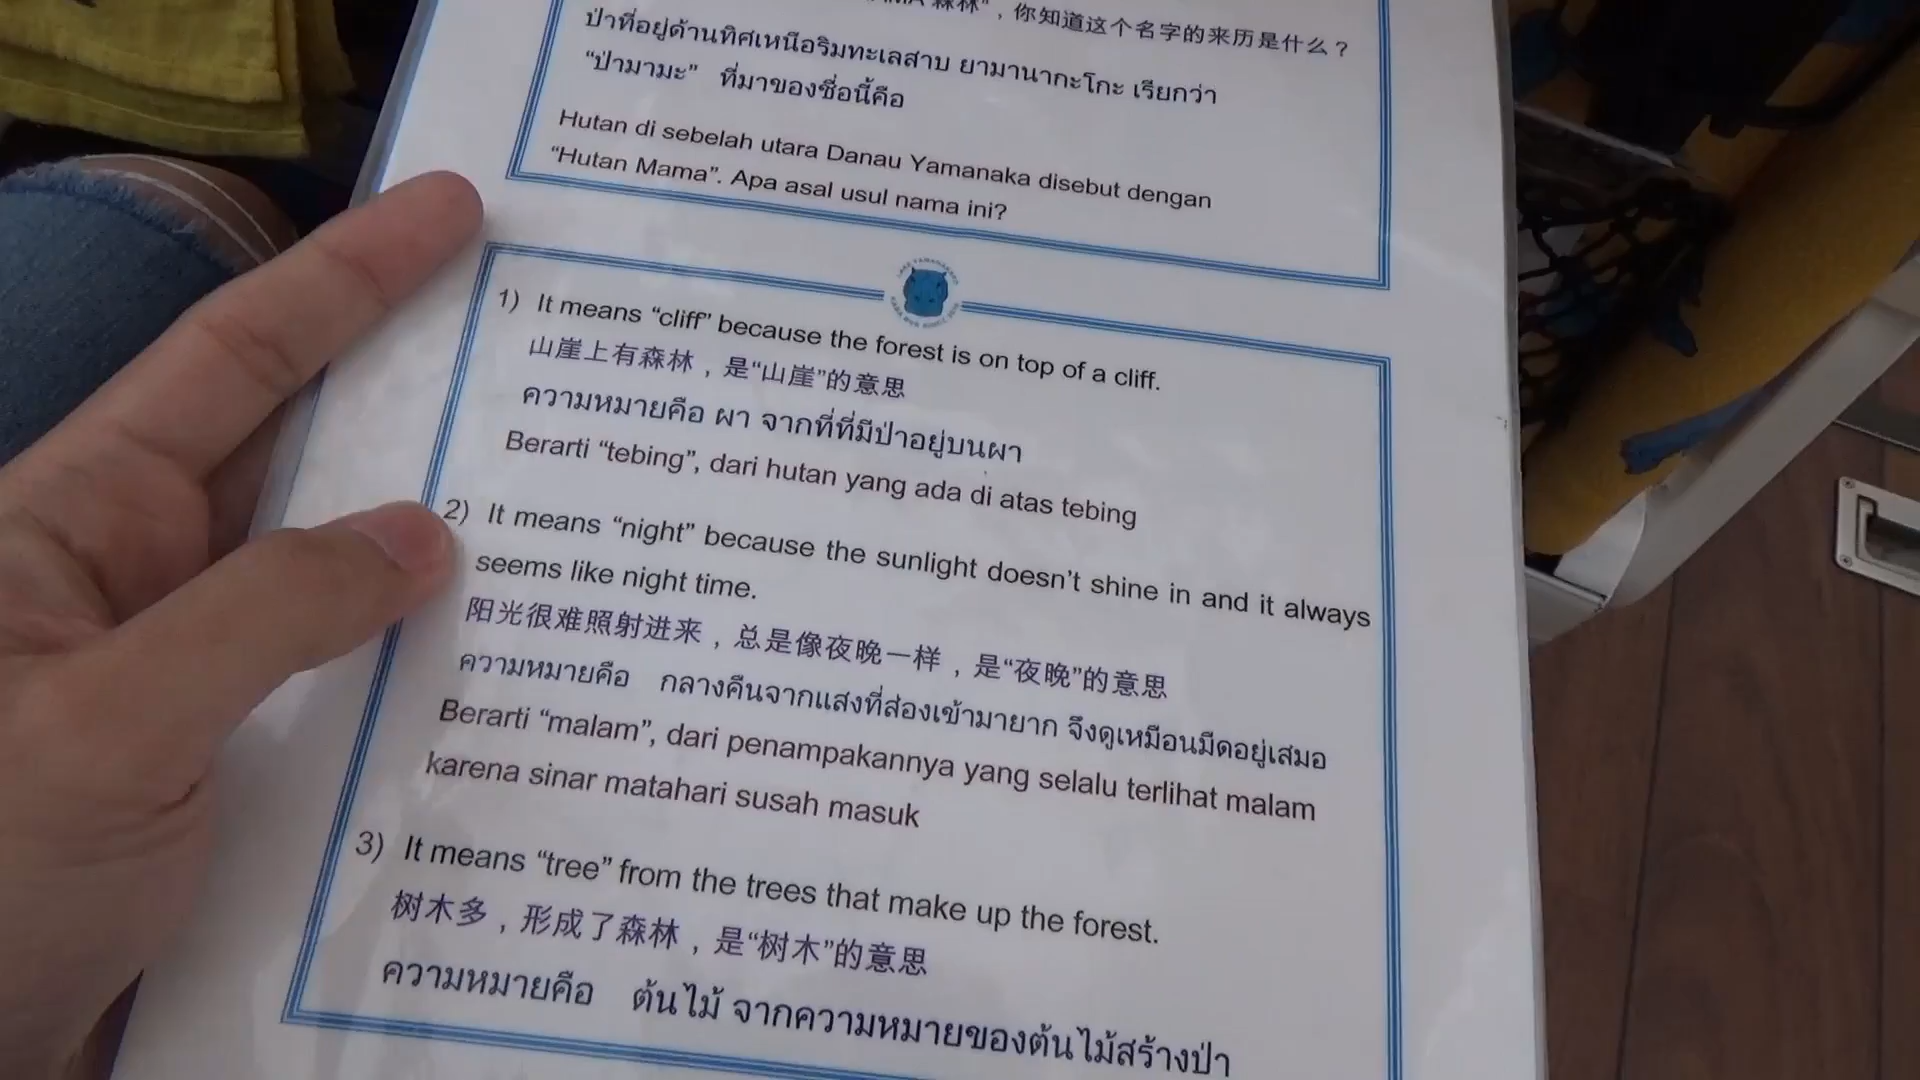 森林”，你知道这个名字的来历是什么？
ป่าที่อยู่ด้านทิศเหนือริมทะเลสาบ ยามานากะโกะ เรียกว่า
“ป่ามามะ” ที่มาของชื่อนี้คือ
Hutan di sebelah utara Danau Yamanaka disebut dengan
“Hutan Mama”. Apa asal usul nama ini?
1) It means “cliff” because the forest is on top of a cliff.
山崖上有森林，是“山崖”的意思
ความหมายคือ ผา จากที่ที่มีป่าอยู่บนผา
Berarti “tebing”, dari hutan yang ada di atas tebing
2) It means “night” because the sunlight doesn’t shine in and it always
seems like night time.
阳光很难照射进来，总是像夜晚一样，是“夜晚”的意思
ความหมายคือ กลางคืนจากแสงที่ส่องเข้ามายาก จึงดูเหมือนมืดอยู่เสมอ
Berarti “malam”, dari penampakannya yang selalu terlihat malam
karena sinar matahari susah masuk
3) It means “tree” from the trees that make up the forest.
树木多，形成了森林，是“树木”的意思
ความหมายคือ ต้นไม้ จากความหมายของต้นไม้สร้างป่า